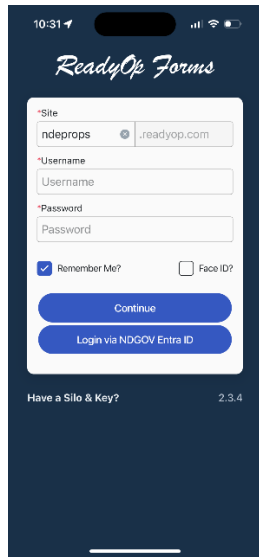 10:31
ReadyOp Forms
*Site
ndeprops .readyop.com
*Username
Username
*Password
Password
Remember Me? Face ID?
Continue
Login via NDGOV Entra ID
Have a Silo & Key? 2.3.4